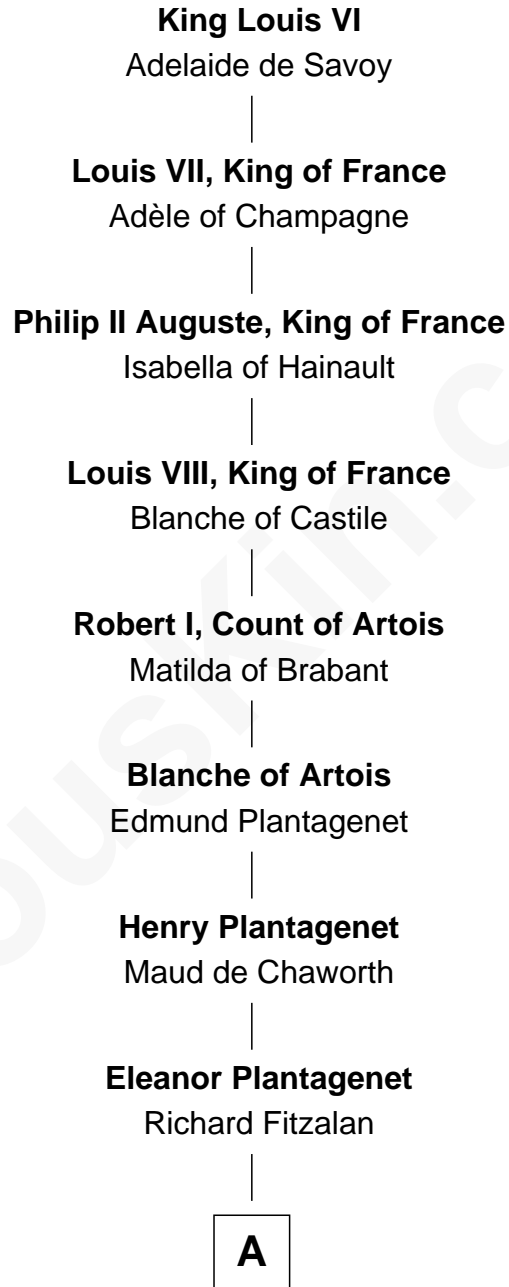 King Louis VI
Adelaide de Savoy
Louis VII, King of France
Adèle of Champagne
Philip II Auguste, King of France
Isabella of Hainault
Louis VIII, King of France
Blanche of Castile
Robert I, Count of Artois
Matilda of Brabant
Blanche of Artois
Edmund Plantagenet
Henry Plantagenet
Maud de Chaworth
Eleanor Plantagenet
Richard Fitzalan
A